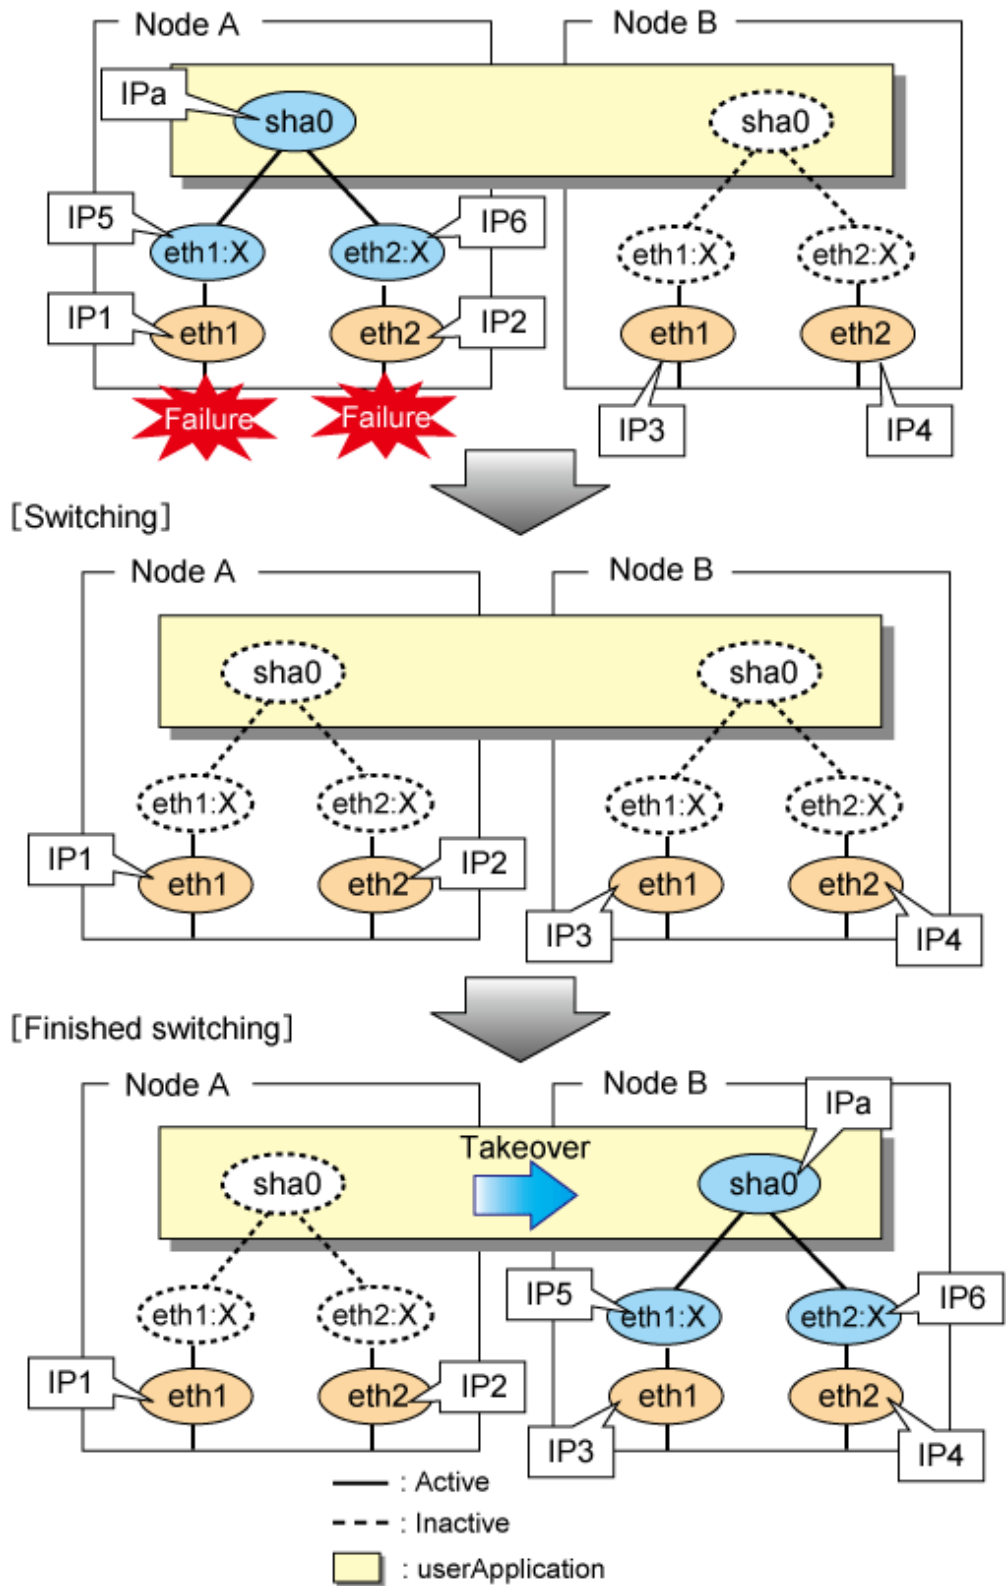 Node A
Node B
IPa
sha0
sha0
IP5
IP6
eth1:X
eth2:X
eth1:X
eth2:X
IP1
IP2
eth1
eth2
eth1
eth2
Failure
Failure
IP3
IP4
[Switching]
Node A
Node B
sha0
sha0
eth1:X
eth2:X
eth1:X
eth2:X
IP1
IP2
eth1
eth2
eth1
eth2
IP3
IP4
[Finished switching]
Node A
Node B
IPa
Takeover
sha0
sha0
IP5
IP6
eth1:X
eth2:X
eth1:X
eth2:X
IP1
IP2
eth1
eth2
eth1
eth2
IP3
IP4
: Active
: Inactive
: userApplication